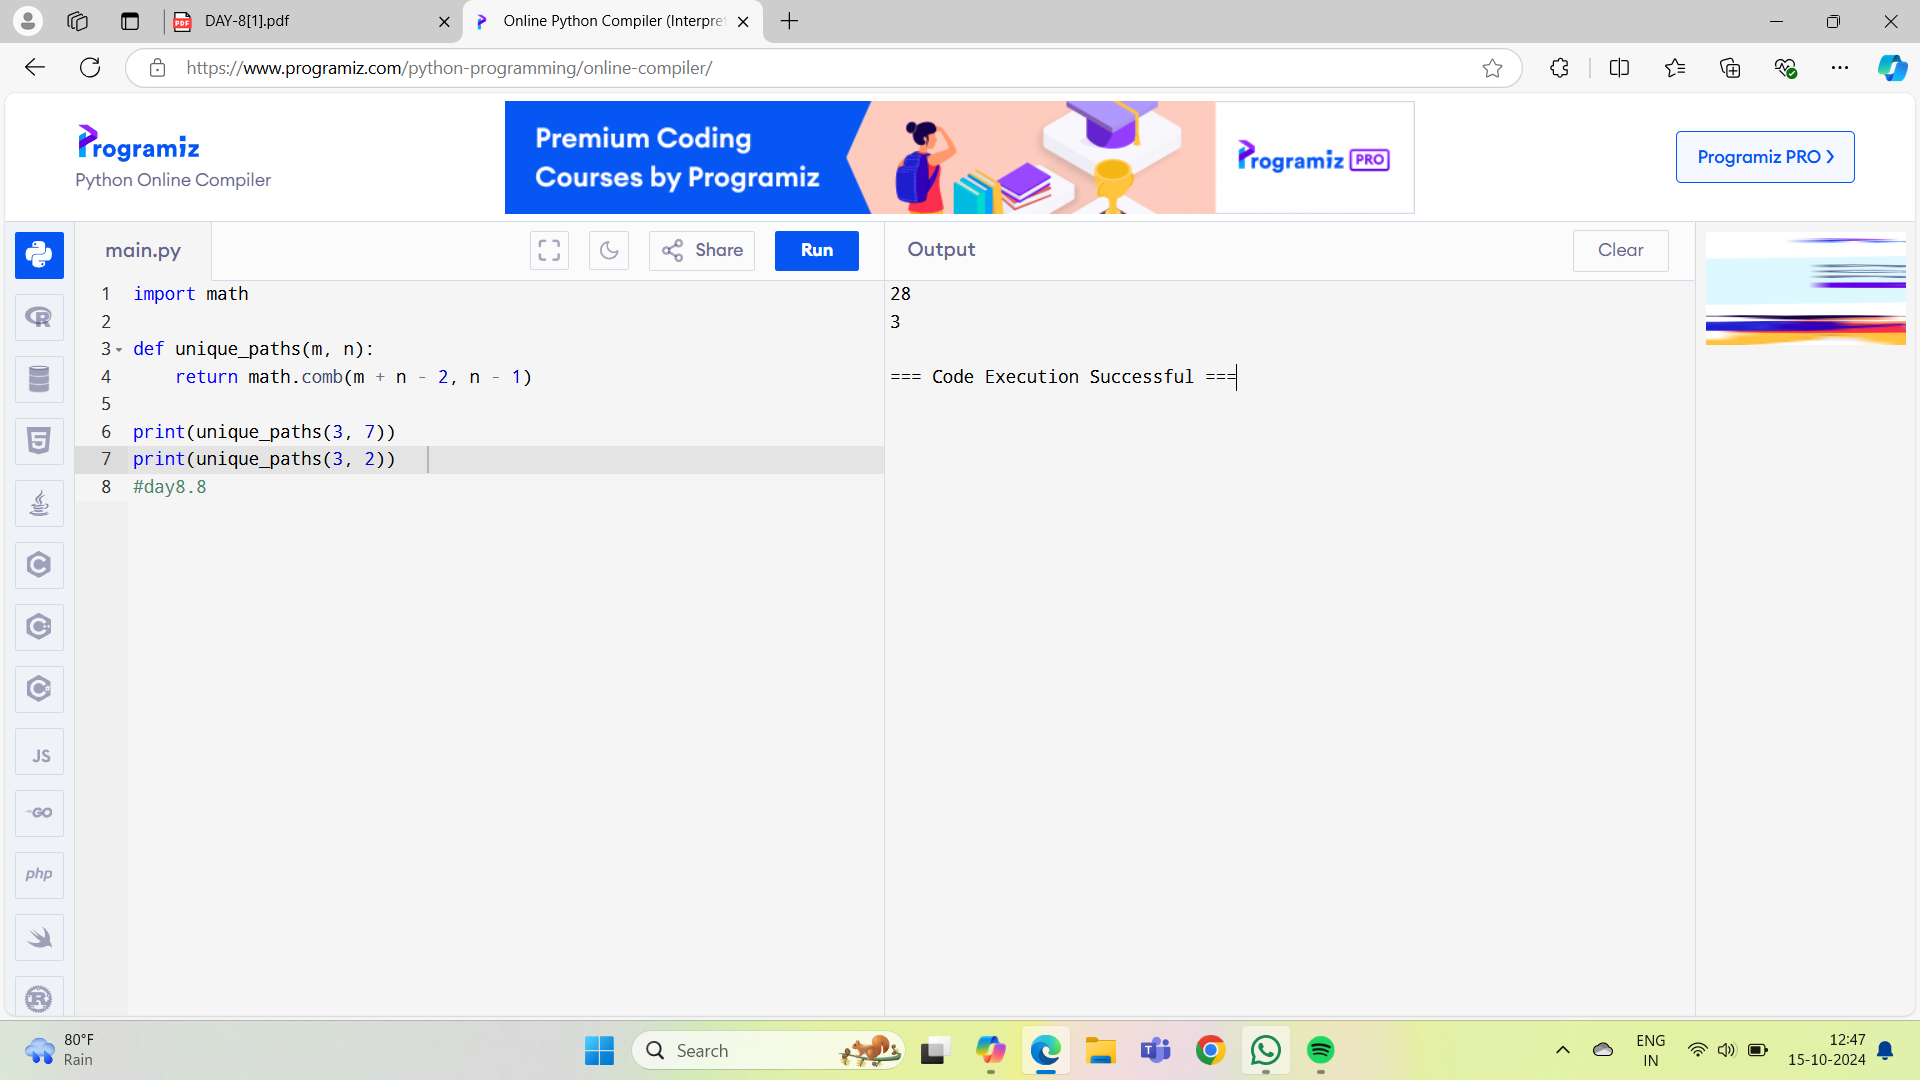 DAY-8[1].pdf
Online Python Compiler (Interpre
https://www.programiz.com/python-programming/online-compiler/
Programiz
Python Online Compiler
Premium Coding
Courses by Programiz
Programiz PRO
Programiz PRO
main.py
Share
Run
Output
Clear
1 import math
2
3 def unique_paths(m, n):
4     return math.comb(m + n - 2, n - 1)
5
6 print(unique_paths(3, 7))
7 print(unique_paths(3, 2))
8 #day8.8
28
3
=== Code Execution Successful ===
JS
GO
php
80°F
Rain
Search
ENG
IN
12:47
15-10-2024